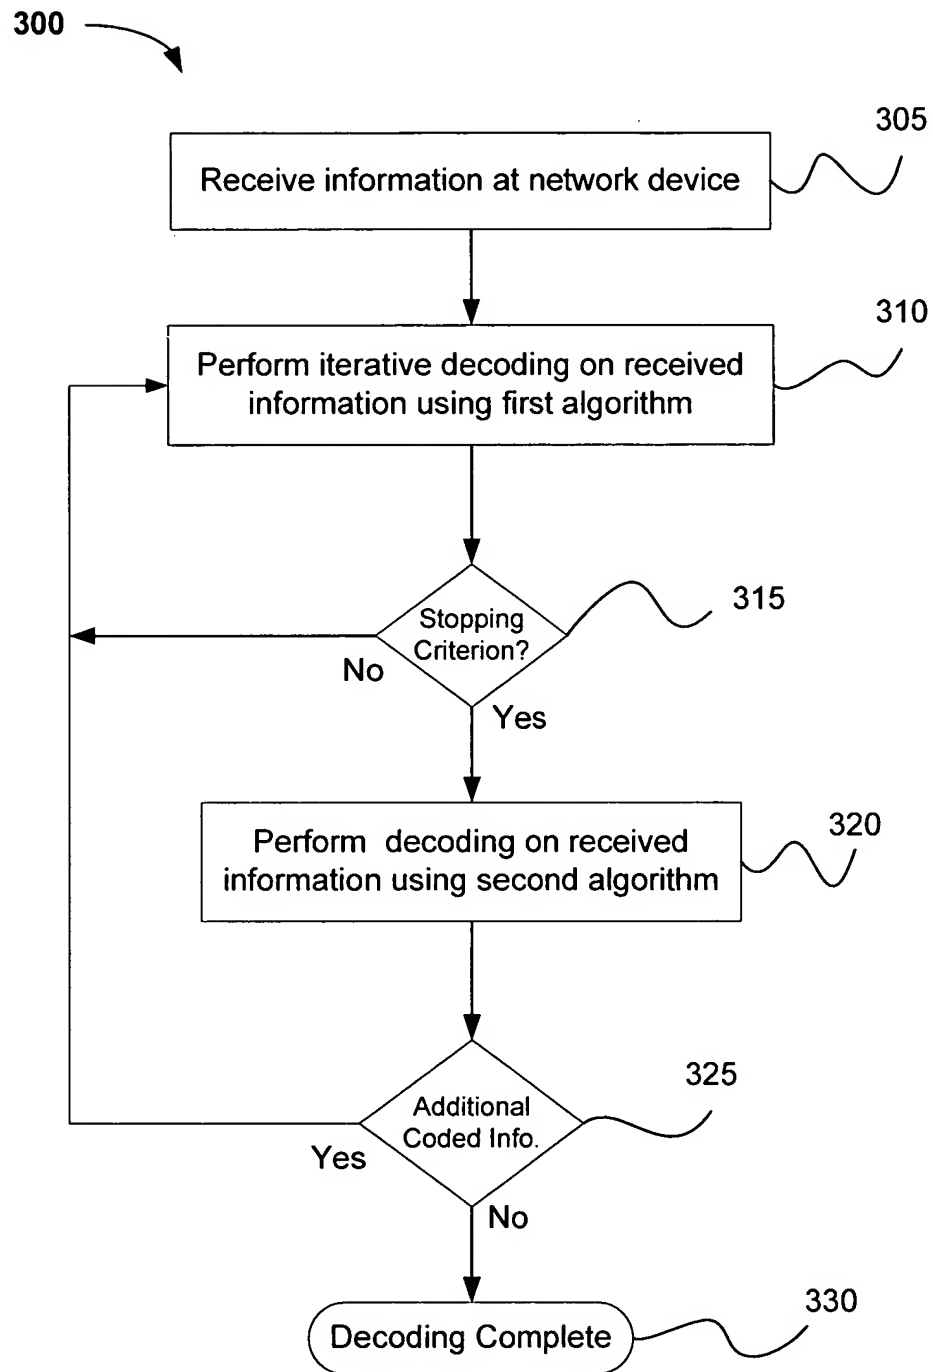 300
305
Receive information at network device
310
Perform iterative decoding on received
information using first algorithm
315
Stopping
Criterion?
No
Yes
320
Perform decoding on received
information using second algorithm
325
Additional
Coded Info.
Yes
No
330
Decoding Complete